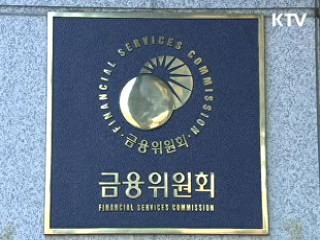 KTV
· FINANCIAL SERVICES COMMISSION ·
금융위원회
금융위원회
FINANCIAL SERVICES COMMISSION